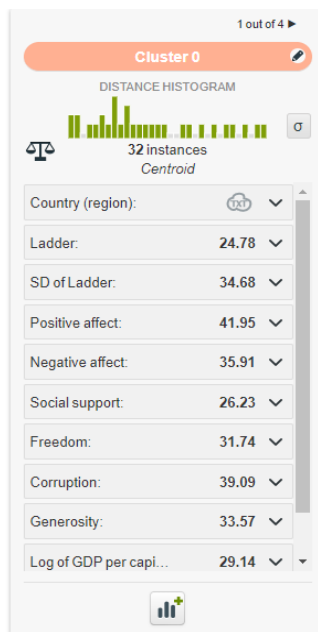 1 out of 4 ▶
Cluster 0
DISTANCE HISTOGRAM
σ
32 instances
Centroid
Country (region): TXT
Ladder: 24.78
SD of Ladder: 34.68
Positive affect: 41.95
Negative affect: 35.91
Social support: 26.23
Freedom: 31.74
Corruption: 39.09
Generosity: 33.57
Log of GDP per capi... 29.14